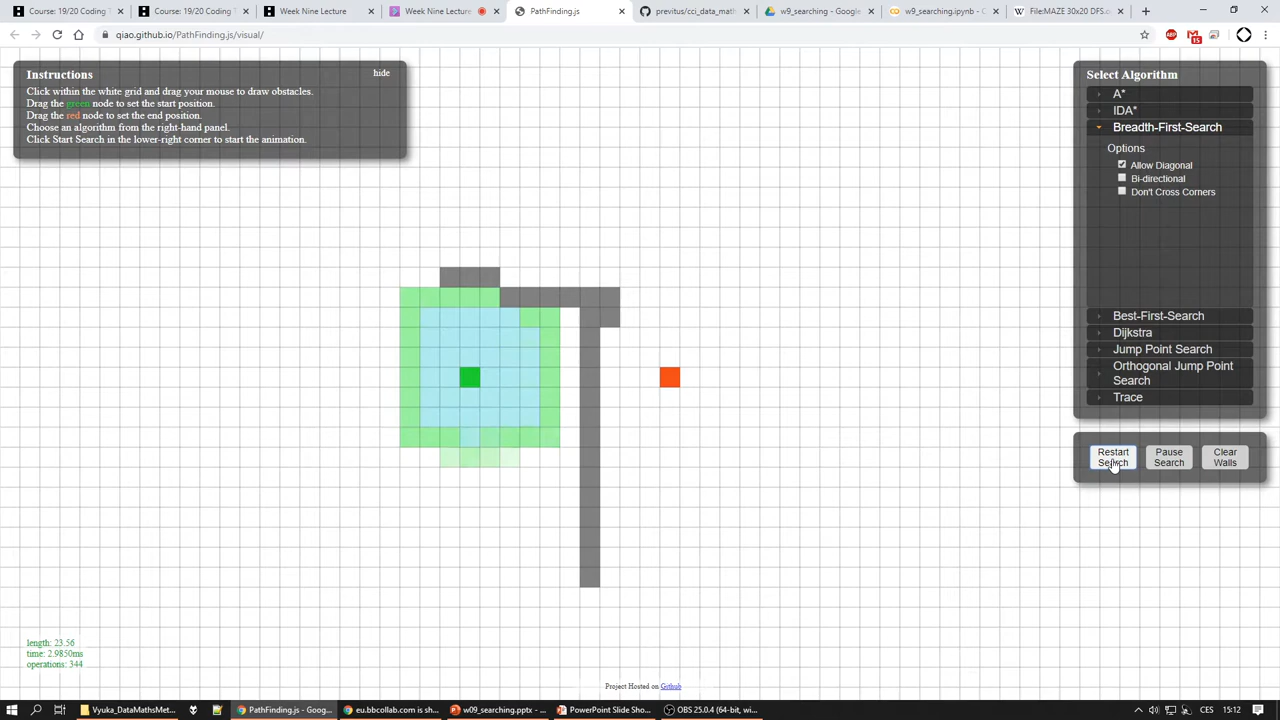 Course: 19/20 Coding T
Course: 19/20 Coding T
Week Nine Lecture
Week Nine Lecture
PathFinding.js
previtus/cci_data_math
w9_searching - Google
w9_searching.ipynb - C
File:MAZE 30x20 DFS.o
qiao.github.io/PathFinding.js/visual/
ABP
15
Instructions
hide
Click within the white grid and drag your mouse to draw obstacles.
Drag the green node to set the start position.
Drag the red node to set the end position.
Choose an algorithm from the right-hand panel.
Click Start Search in the lower-right corner to start the animation.
Select Algorithm
A*
IDA*
Breadth-First-Search
Options
Allow Diagonal
Bi-directional
Don't Cross Corners
Best-First-Search
Dijkstra
Jump Point Search
Orthogonal Jump Point
Search
Trace
Restart
Search
Pause
Search
Clear
Walls
length: 23.56
time: 2.9850ms
operations: 344
Project Hosted on Github
Vyuka_DataMathsMet...
PathFinding.js - Goog...
eu.bbcollab.com is sh...
w09_searching.pptx - ...
PowerPoint Slide Sho...
OBS 25.0.4 (64-bit, wi...
CES
15:12